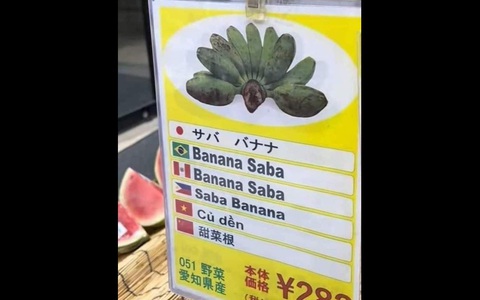 サバ バナナ
Banana Saba
Banana Saba
Saba Banana
Củ dền
甜菜根
051 野菜
愛知県産
本体
価格